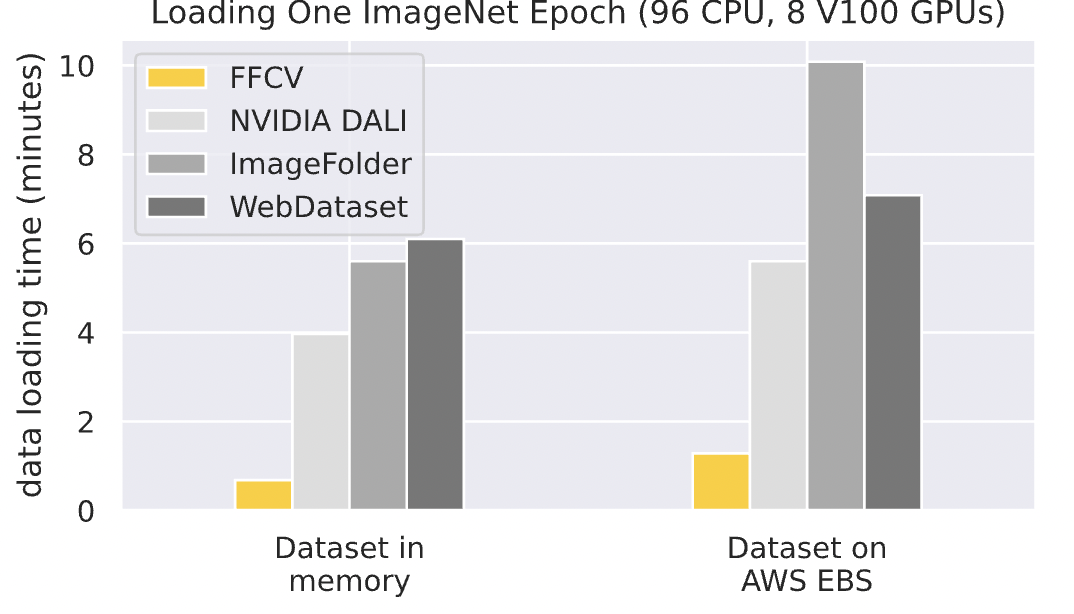 Loading One ImageNet Epoch (96 CPU, 8 V100 GPUs)
data loading time (minutes)
10
8
6
4
2
0
FFCV
NVIDIA DALI
ImageFolder
WebDataset
Dataset in
memory
Dataset on
AWS EBS